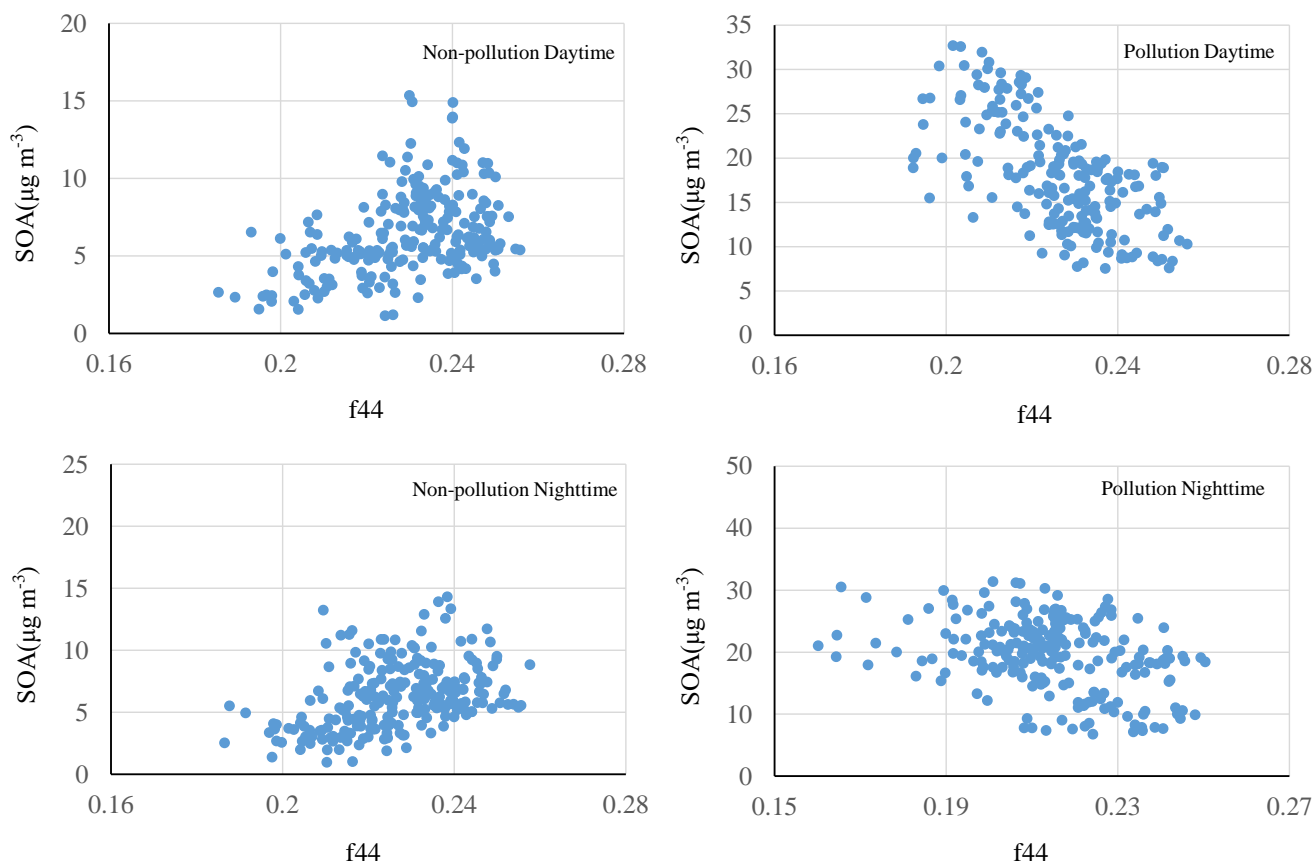 20
15
10
5
0
SOA(µg m⁻³)
Non-pollution Daytime
0.16 0.2 0.24 0.28
f44
35
30
25
20
15
10
5
0
SOA(µg m⁻³)
Pollution Daytime
0.16 0.2 0.24 0.28
f44
25
20
15
10
5
0
SOA(µg m⁻³)
Non-pollution Nighttime
0.16 0.2 0.24 0.28
f44
50
40
30
20
10
0
SOA(µg m⁻³)
Pollution Nighttime
0.15 0.19 0.23 0.27
f44